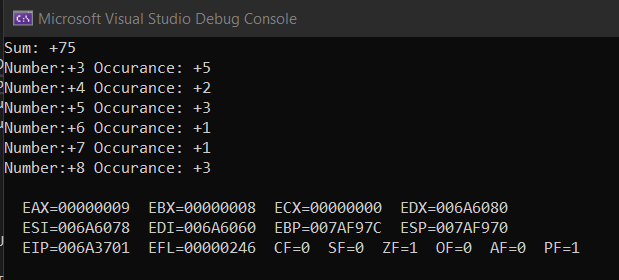 Microsoft Visual Studio Debug Console
Sum: +75
Number:+3 Occurance: +5
Number:+4 Occurance: +2
Number:+5 Occurance: +3
Number:+6 Occurance: +1
Number:+7 Occurance: +1
Number:+8 Occurance: +3
EAX=00000009 EBX=00000008 ECX=00000000 EDX=006A6080
ESI=006A6078 EDI=006A6060 EBP=007AF97C ESP=007AF970
EIP=006A3701 EFL=00000246 CF=0 SF=0 ZF=1 OF=0 AF=0 PF=1